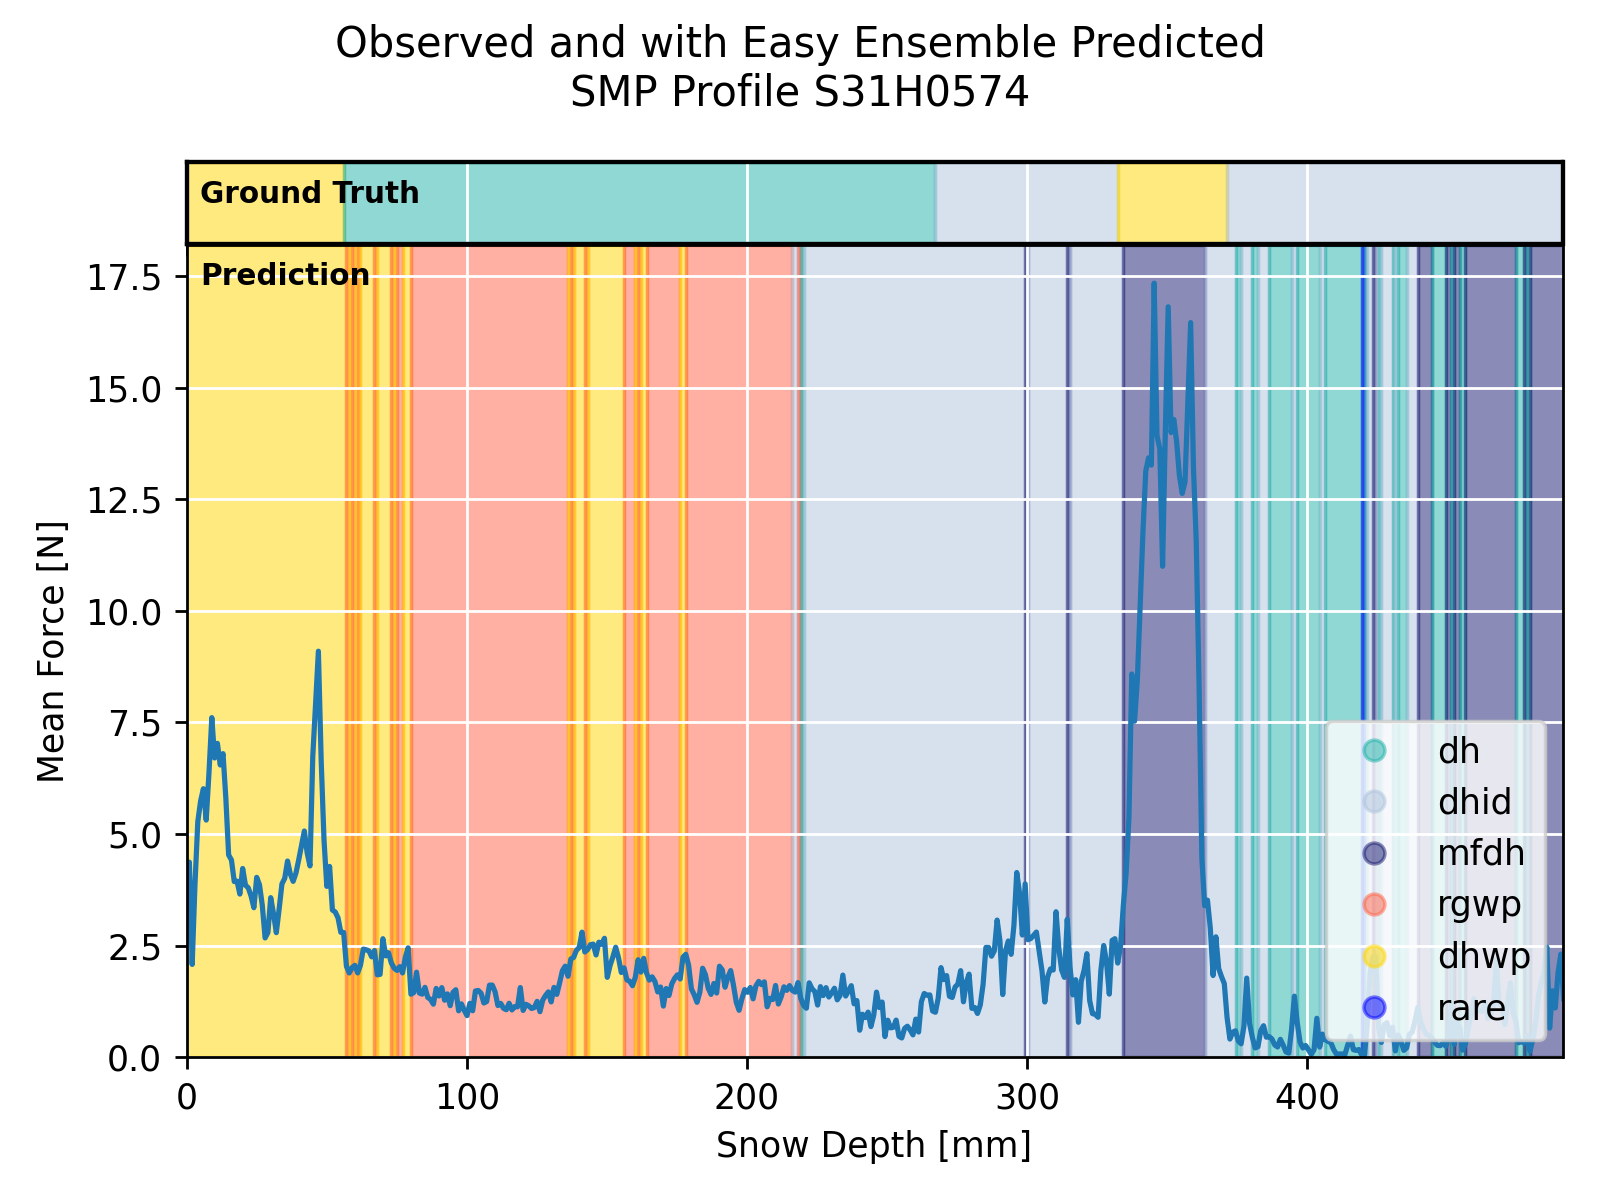 Observed and with Easy Ensemble Predicted
SMP Profile S31H0574
Ground Truth
Prediction
17.5
15.0
12.5
10.0
7.5
5.0
2.5
0.0
Mean Force [N]
dh
dhid
mfdh
rgwp
dhwp
rare
0 100 200 300 400
Snow Depth [mm]